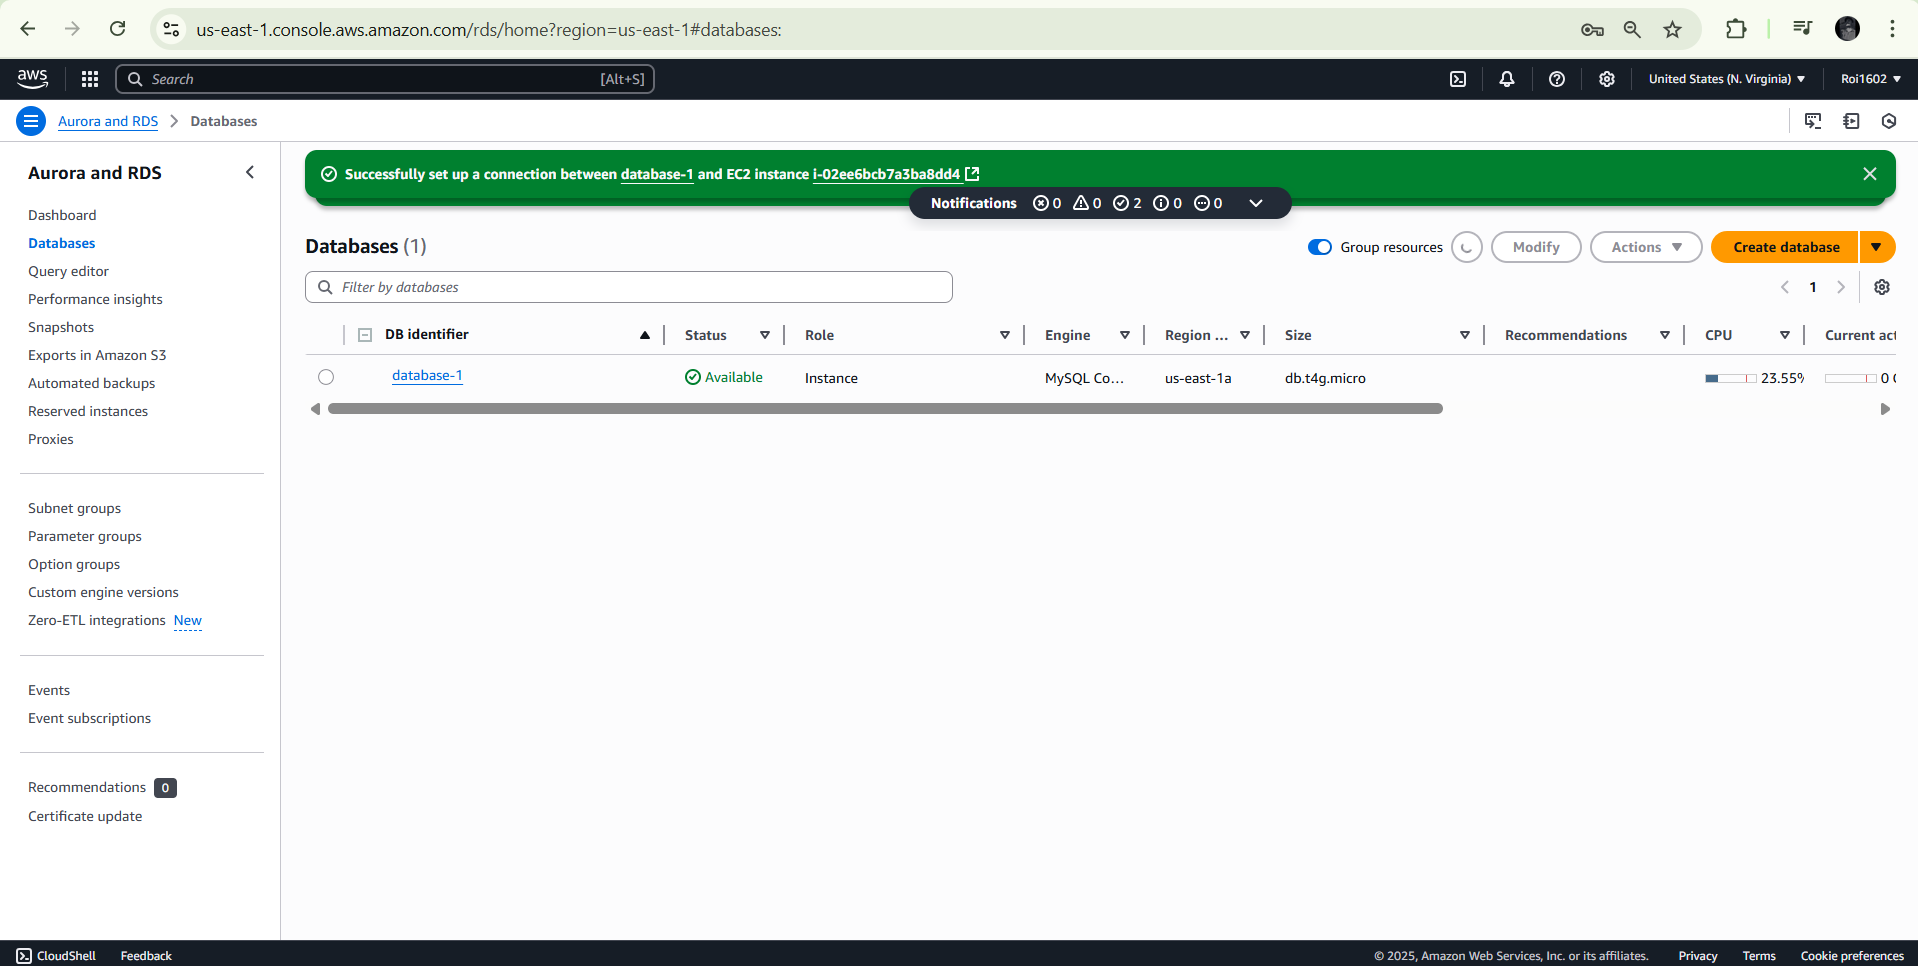 us-east-1.console.aws.amazon.com/rds/home?region=us-east-1#databases:
aws
Search [Alt+S]
United States (N. Virginia)
Roi1602
Aurora and RDS
Databases
Aurora and RDS
Dashboard
Databases
Query editor
Performance insights
Snapshots
Exports in Amazon S3
Automated backups
Reserved instances
Proxies
Subnet groups
Parameter groups
Option groups
Custom engine versions
Zero-ETL integrations New
Events
Event subscriptions
Recommendations 0
Certificate update
Successfully set up a connection between database-1 and EC2 instance i-02ee6bcb7a3ba8dd4
Notifications 0 0 2 0 0
Databases (1)
Group resources
Modify
Actions
Create database
Filter by databases
1
DB identifier Status Role Engine Region ... Size Recommendations CPU Current act
database-1 Available Instance MySQL Co... us-east-1a db.t4g.micro 23.55% 0 C
CloudShell Feedback
© 2025, Amazon Web Services, Inc. or its affiliates. Privacy Terms Cookie preferences